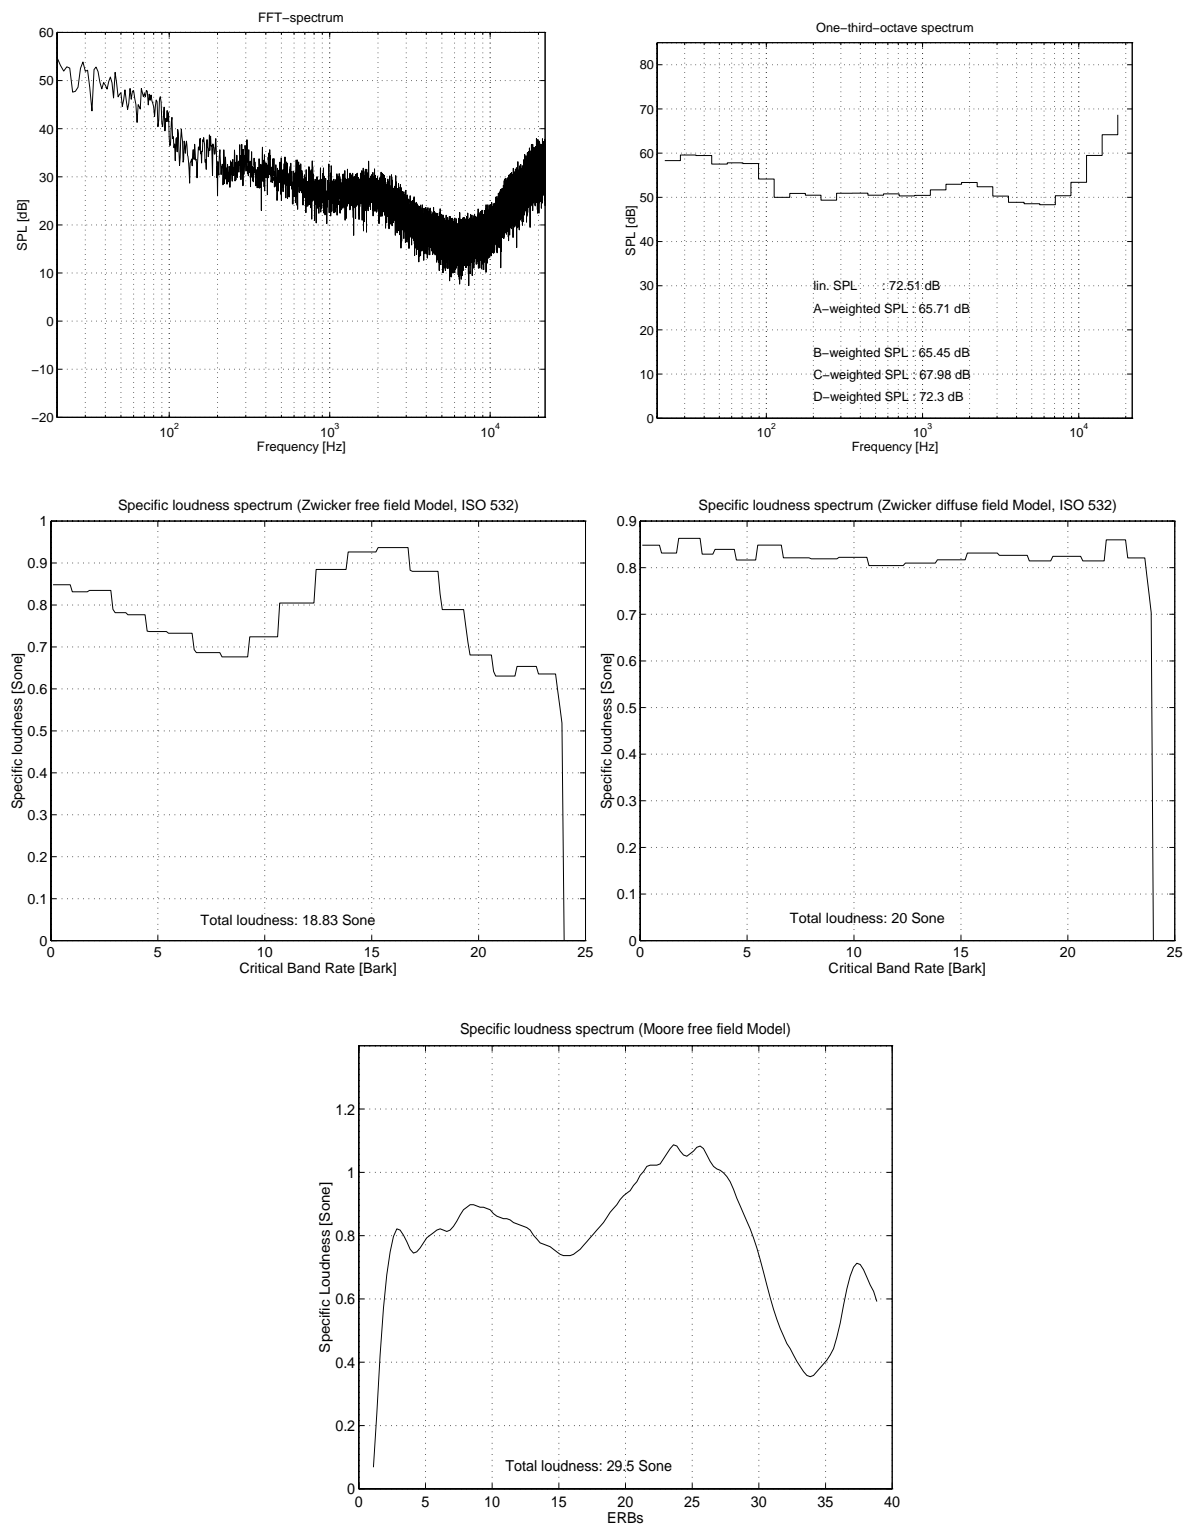 FFT−spectrum
60
50
40
30
20
10
0
−10
−20
SPL [dB]
10^2
10^3
10^4
Frequency [Hz]
One−third−octave spectrum
80
70
60
50
40
30
20
10
0
SPL [dB]
lin. SPL : 72.51 dB
A−weighted SPL : 65.71 dB
B−weighted SPL : 65.45 dB
C−weighted SPL : 67.98 dB
D−weighted SPL : 72.3 dB
10^2
10^3
10^4
Frequency [Hz]
Specific loudness spectrum (Zwicker free field Model, ISO 532)
1
0.9
0.8
0.7
0.6
0.5
0.4
0.3
0.2
0.1
0
Specific loudness [Sone]
Total loudness: 18.83 Sone
0 5 10 15 20 25
Critical Band Rate [Bark]
Specific loudness spectrum (Zwicker diffuse field Model, ISO 532)
0.9
0.8
0.7
0.6
0.5
0.4
0.3
0.2
0.1
0
Specific loudness [Sone]
Total loudness: 20 Sone
0 5 10 15 20 25
Critical Band Rate [Bark]
Specific loudness spectrum (Moore free field Model)
1.2
1
0.8
0.6
0.4
0.2
0
Specific Loudness [Sone]
Total loudness: 29.5 Sone
0 5 10 15 20 25 30 35 40
ERBs